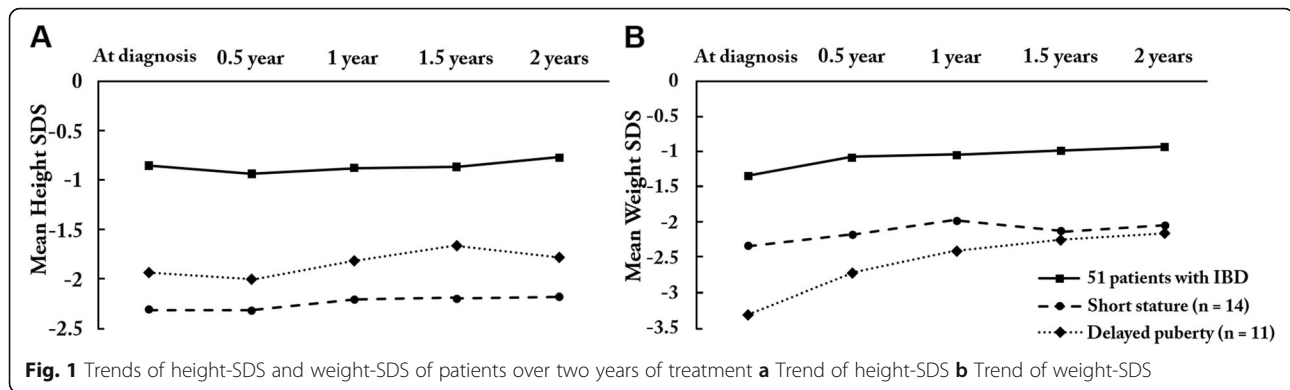 A
At diagnosis 0.5 year 1 year 1.5 years 2 years
0
-0.5
-1
-1.5
-2
-2.5
Mean Height SDS
B
At diagnosis 0.5 year 1 year 1.5 years 2 years
0
-0.5
-1
-1.5
-2
-2.5
-3
-3.5
Mean Weight SDS
51 patients with IBD
Short stature (n = 14)
Delayed puberty (n = 11)
Fig. 1 Trends of height-SDS and weight-SDS of patients over two years of treatment a Trend of height-SDS b Trend of weight-SDS